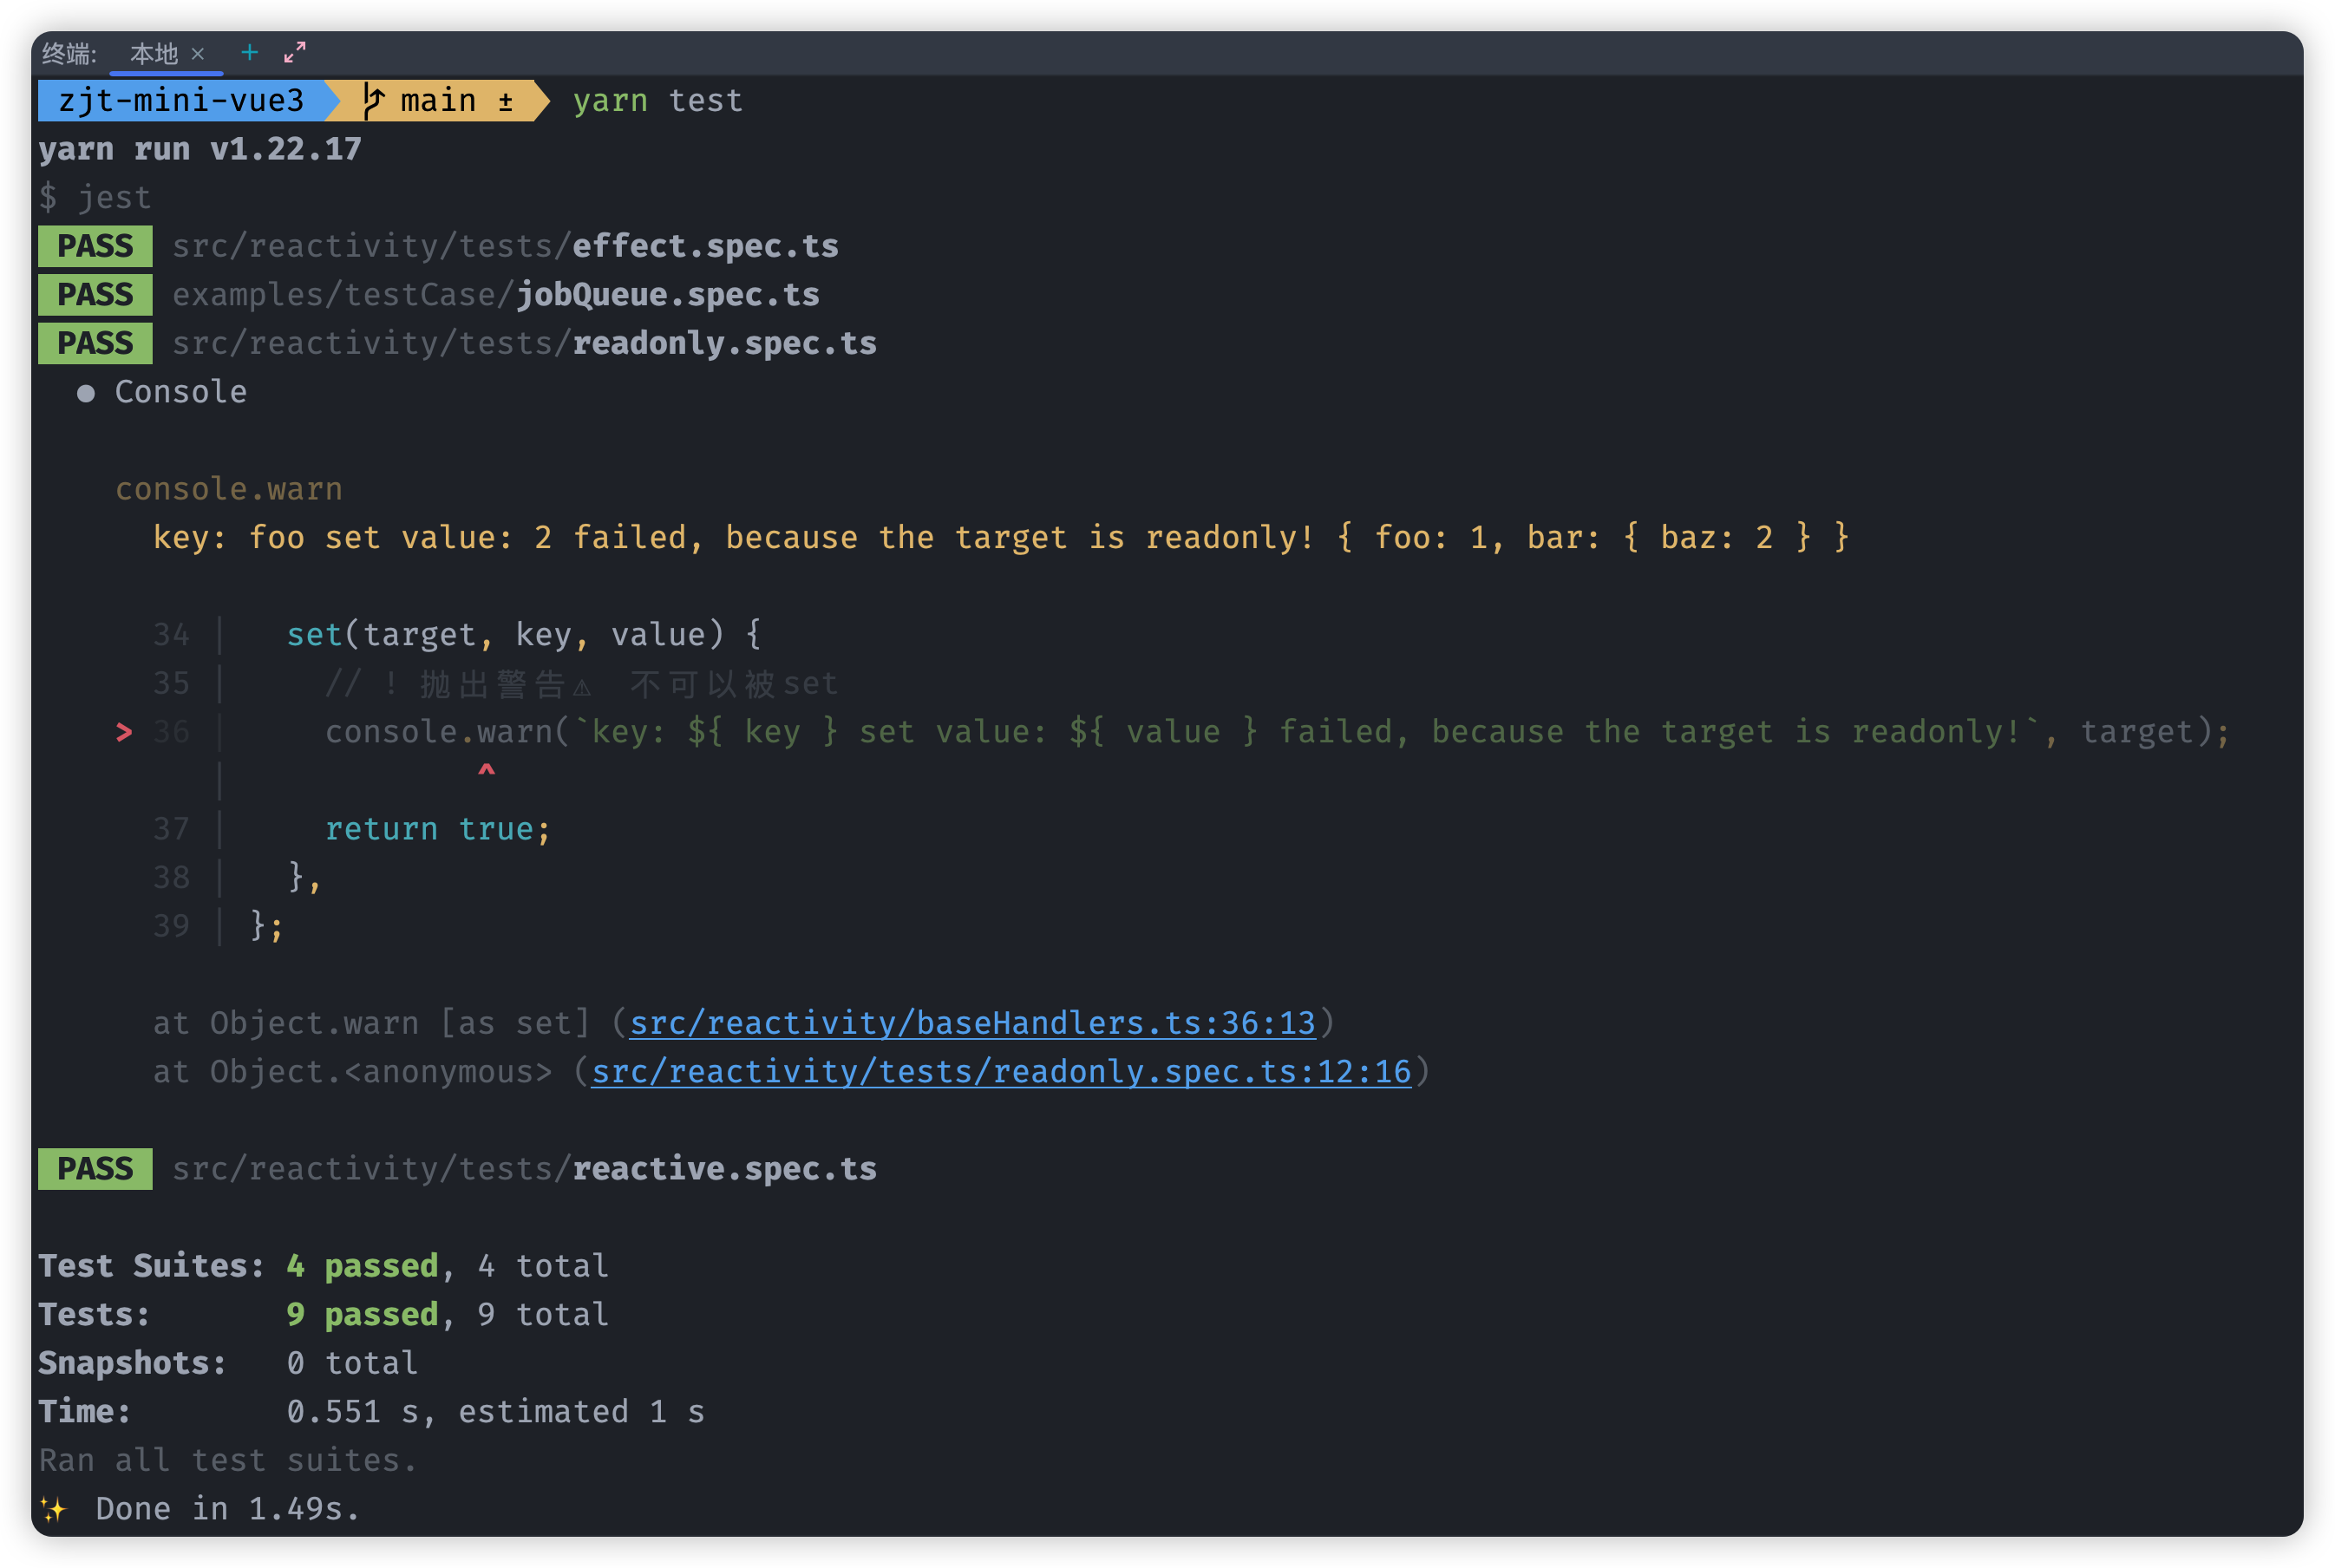 终端: 本地 × +
zjt-mini-vue3 main ± yarn test
yarn run v1.22.17
$ jest
PASS src/reactivity/tests/effect.spec.ts
PASS examples/testCase/jobQueue.spec.ts
PASS src/reactivity/tests/readonly.spec.ts
● Console
console.warn
key: foo set value: 2 failed, because the target is readonly! { foo: 1, bar: { baz: 2 } }
34 |   set(target, key, value) {
35 |     // ! 抛出警告⚠ 不可以被set
> 36 |     console.warn(`key: ${ key } set value: ${ value } failed, because the target is readonly!`, target);
|             ^
37 |     return true;
38 |   },
39 | };
at Object.warn [as set] (src/reactivity/baseHandlers.ts:36:13)
at Object.<anonymous> (src/reactivity/tests/readonly.spec.ts:12:16)
PASS src/reactivity/tests/reactive.spec.ts
Test Suites: 4 passed, 4 total
Tests: 9 passed, 9 total
Snapshots: 0 total
Time: 0.551 s, estimated 1 s
Ran all test suites.
✨ Done in 1.49s.